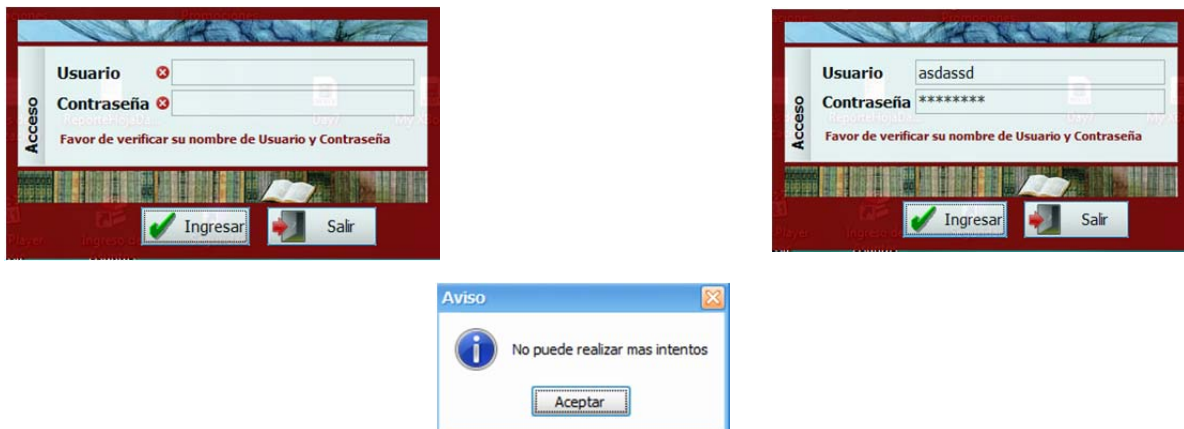 Acceso
Usuario
Contraseña
Favor de verificar su nombre de Usuario y Contraseña
Ingresar
Salir
Acceso
Usuario asdassd
Contraseña ********
Favor de verificar su nombre de Usuario y Contraseña
Ingresar
Salir
Aviso
No puede realizar mas intentos
Aceptar